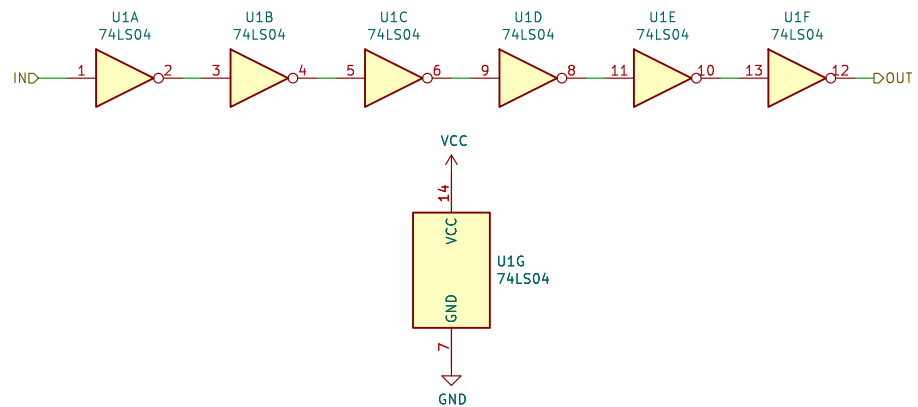 U1A
74LS04
U1B
74LS04
U1C
74LS04
U1D
74LS04
U1E
74LS04
U1F
74LS04
IN
1
2
3
4
5
6
9
8
11
10
13
12
OUT
VCC
14
VCC
U1G
74LS04
GND
7
GND